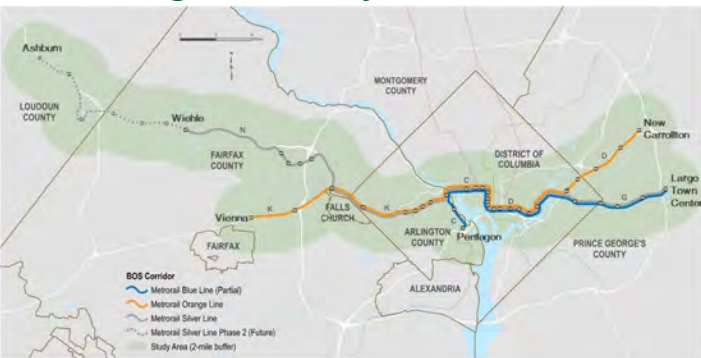 Ashburn
LOUDOUN
COUNTY
Wiehle
N
FAIRFAX
COUNTY
MONTGOMERY
COUNTY
New
Carrollton
DISTRICT OF
COLUMBIA
D
Largo
Town
Center
C
D
G
K
FALLS
CHURCH
K
Vienna
C
ARLINGTON
COUNTY
Pentagon
FAIRFAX
PRINCE GEORGE'S
COUNTY
ALEXANDRIA
BOS Corridor
Metrorail Blue Line (Partial)
Metrorail Orange Line
Metrorail Silver Line
Metrorail Silver Line Phase 2 (Future)
Study Area (2-mile buffer)